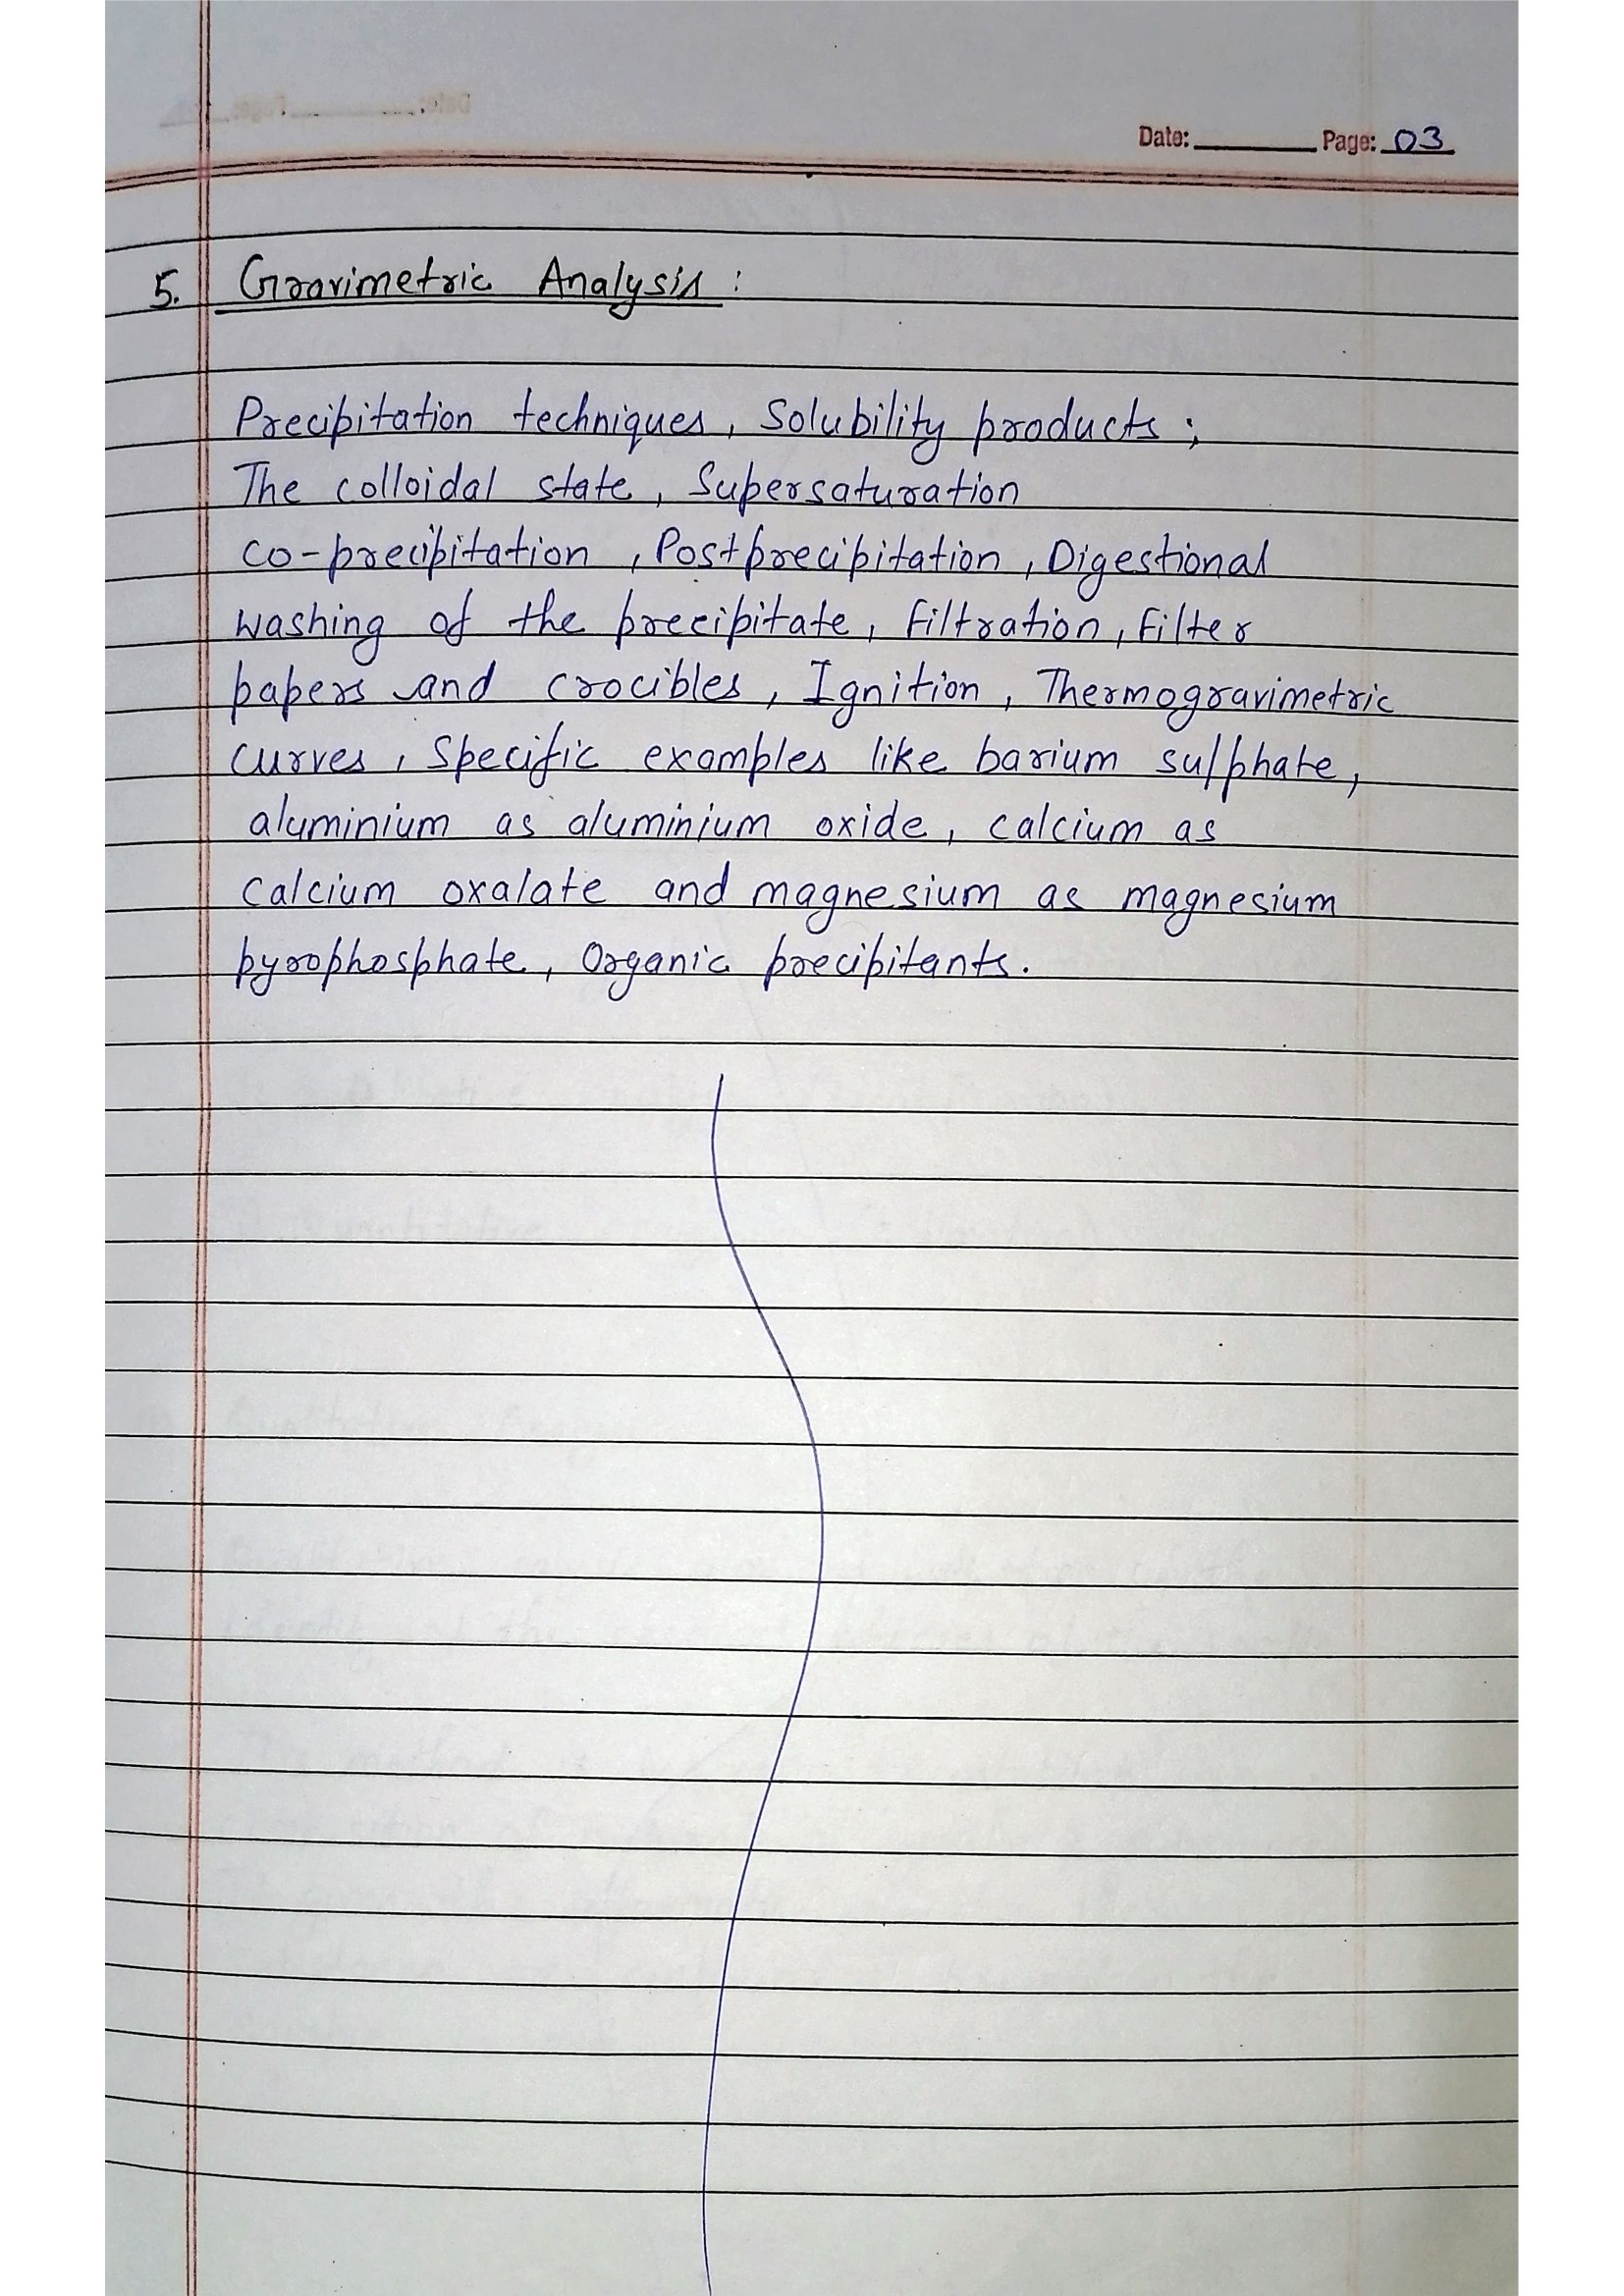 Date: Page: 03
5. Gravimetric Analysis :
Precipitation techniques, Solubility products ;
The colloidal state, Supersaturation
co-precipitation, Postprecipitation, Digestional
washing of the precipitate, filtration, filter
papers and crocibles, Ignition, Thermogravimetric
curves, Specific examples like barium sulphate,
aluminium as aluminium oxide, calcium as
calcium oxalate and magnesium as magnesium
pyrophosphate, Organic precipitants.